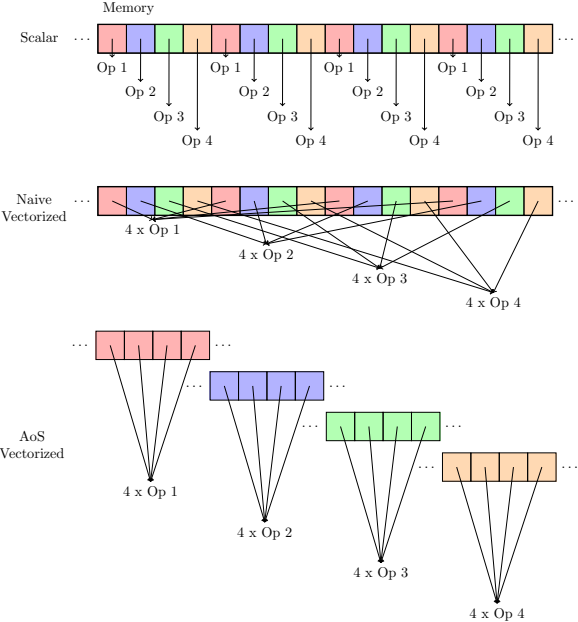 Memory
Scalar
... ...
Op 1 Op 1 Op 1 Op 1
Op 2 Op 2 Op 2 Op 2
Op 3 Op 3 Op 3 Op 3
Op 4 Op 4 Op 4 Op 4
Naive
Vectorized
... ...
4 x Op 1
4 x Op 2
4 x Op 3
4 x Op 4
... ...
... ...
... ...
AoS
Vectorized
... ...
4 x Op 1
4 x Op 2
4 x Op 3
4 x Op 4